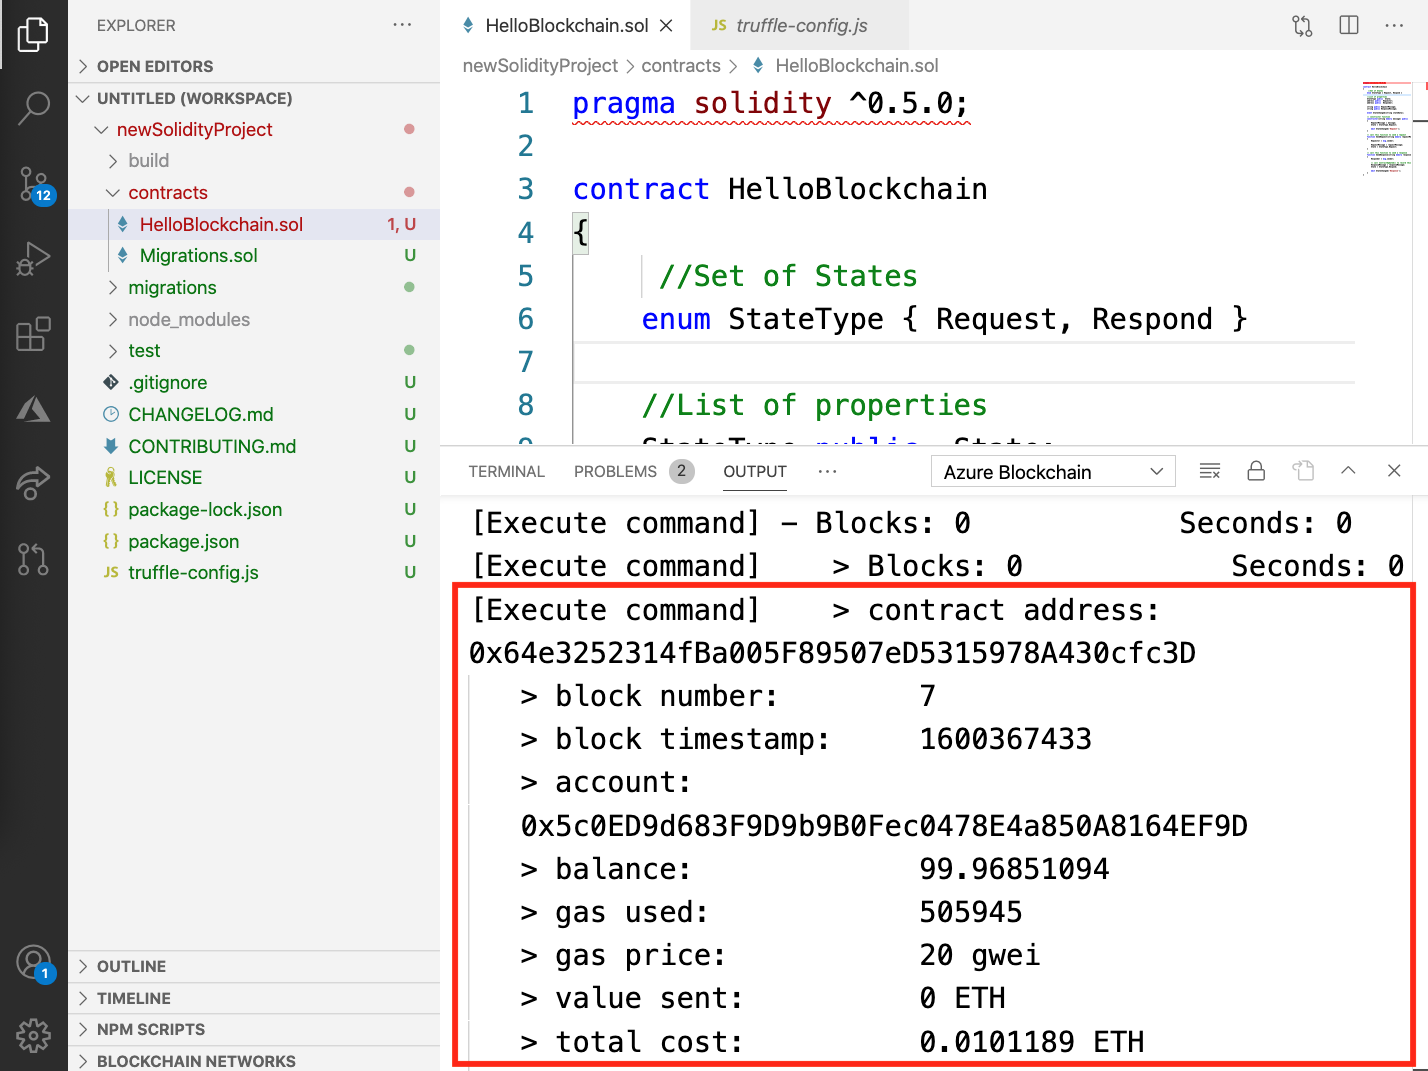 EXPLORER
OPEN EDITORS
UNTITLED (WORKSPACE)
newSolidityProject
build
contracts
HelloBlockchain.sol 1, U
Migrations.sol U
migrations
node_modules
test
.gitignore U
CHANGELOG.md U
CONTRIBUTING.md U
LICENSE U
{} package-lock.json U
{} package.json U
JS truffle-config.js U
OUTLINE
TIMELINE
NPM SCRIPTS
BLOCKCHAIN NETWORKS
12
1
HelloBlockchain.sol
JS truffle-config.js
newSolidityProject > contracts > HelloBlockchain.sol
1 pragma solidity ^0.5.0;
2
3 contract HelloBlockchain
4 {
5 //Set of States
6 enum StateType { Request, Respond }
7
8 //List of properties
9 StateType public State;
TERMINAL PROBLEMS 2 OUTPUT ··· Azure Blockchain
[Execute command] - Blocks: 0 Seconds: 0
[Execute command] > Blocks: 0 Seconds: 0
[Execute command] > contract address:
0x64e3252314fBa005F89507eD5315978A430cfc3D
> block number: 7
> block timestamp: 1600367433
> account:
0x5c0ED9d683F9D9b9B0Fec0478E4a850A8164EF9D
> balance: 99.96851094
> gas used: 505945
> gas price: 20 gwei
> value sent: 0 ETH
> total cost: 0.0101189 ETH